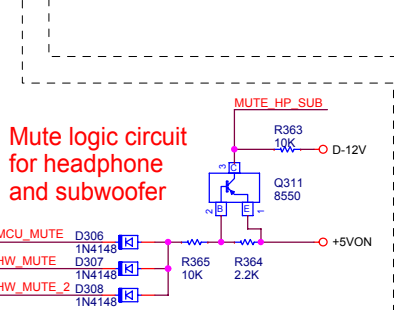 MUTE_HP_SUB
R363
10K
D-12V
Mute logic circuit
for headphone
and subwoofer
3
C
Q311
8550
2
B
E
1
MCU_MUTE
D306
1N4148
+5VON
HW_MUTE
D307
1N4148
R365
10K
R364
2.2K
HW_MUTE_2
D308
1N4148